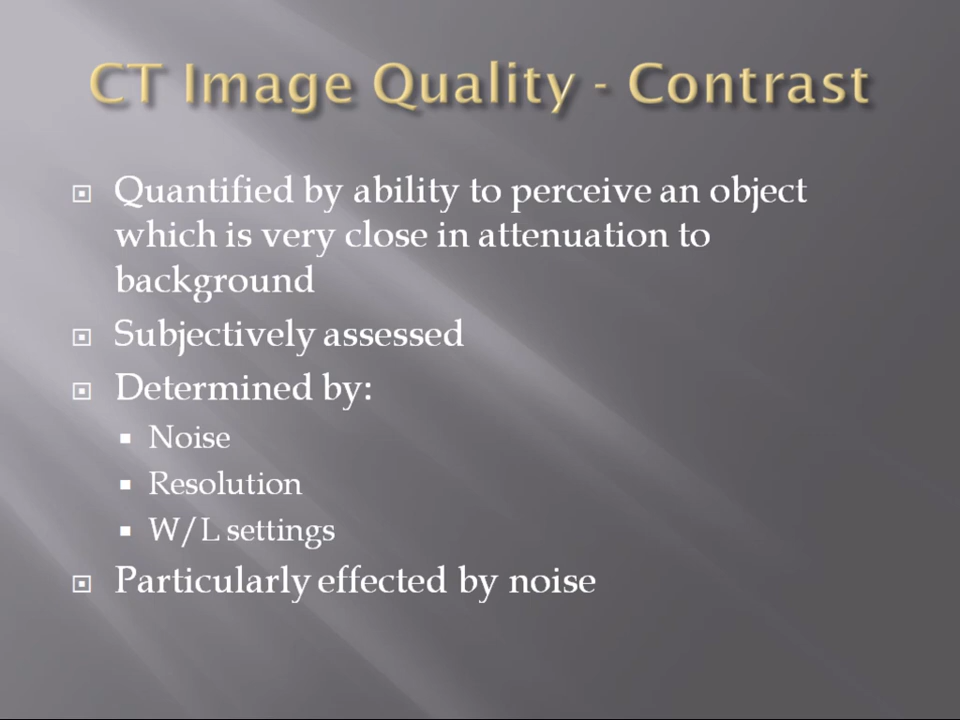 CT Image Quality - Contrast
Quantified by ability to perceive an object
which is very close in attenuation to
background
Subjectively assessed
Determined by:
Noise
Resolution
W/L settings
Particularly effected by noise